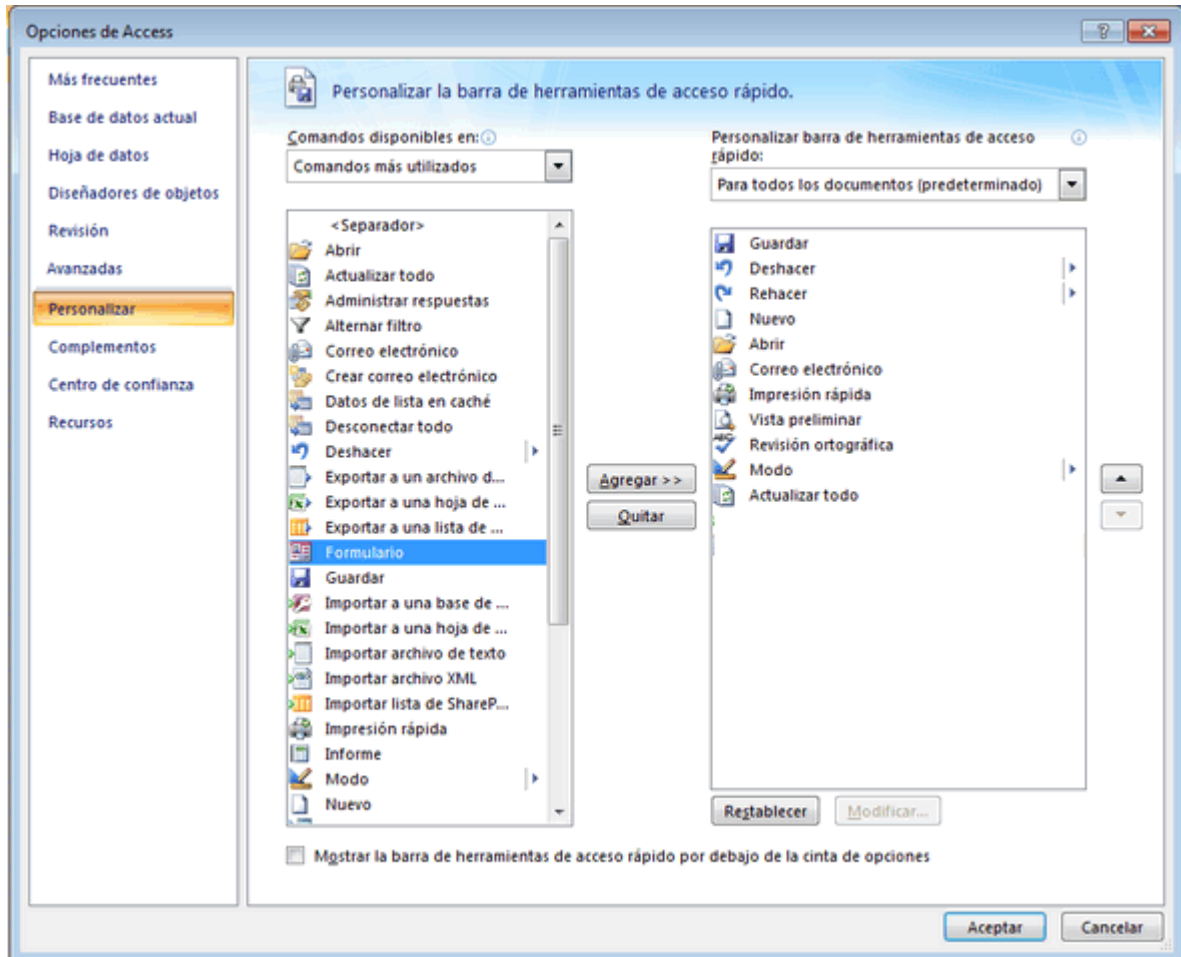 Opciones de Access
Más frecuentes
Base de datos actual
Hoja de datos
Diseñadores de objetos
Revisión
Avanzadas
Personalizar
Complementos
Centro de confianza
Recursos
Personalizar la barra de herramientas de acceso rápido.
Comandos disponibles en:
Comandos más utilizados
<Separador>
Abrir
Actualizar todo
Administrar respuestas
Alternar filtro
Correo electrónico
Crear correo electrónico
Datos de lista en caché
Desconectar todo
Deshacer
Exportar a un archivo d...
Exportar a una hoja de ...
Exportar a una lista de ...
Formulario
Guardar
Importar a una base de ...
Importar a una hoja de ...
Importar archivo de texto
Importar archivo XML
Importar lista de ShareP...
Impresión rápida
Informe
Modo
Nuevo
Agregar >>
Quitar
Personalizar barra de herramientas de acceso
rápido:
Para todos los documentos (predeterminado)
Guardar
Deshacer
Rehacer
Nuevo
Abrir
Correo electrónico
Impresión rápida
Vista preliminar
Revisión ortográfica
Modo
Actualizar todo
Restablecer
Modificar...
Mostrar la barra de herramientas de acceso rápido por debajo de la cinta de opciones
Aceptar
Cancelar